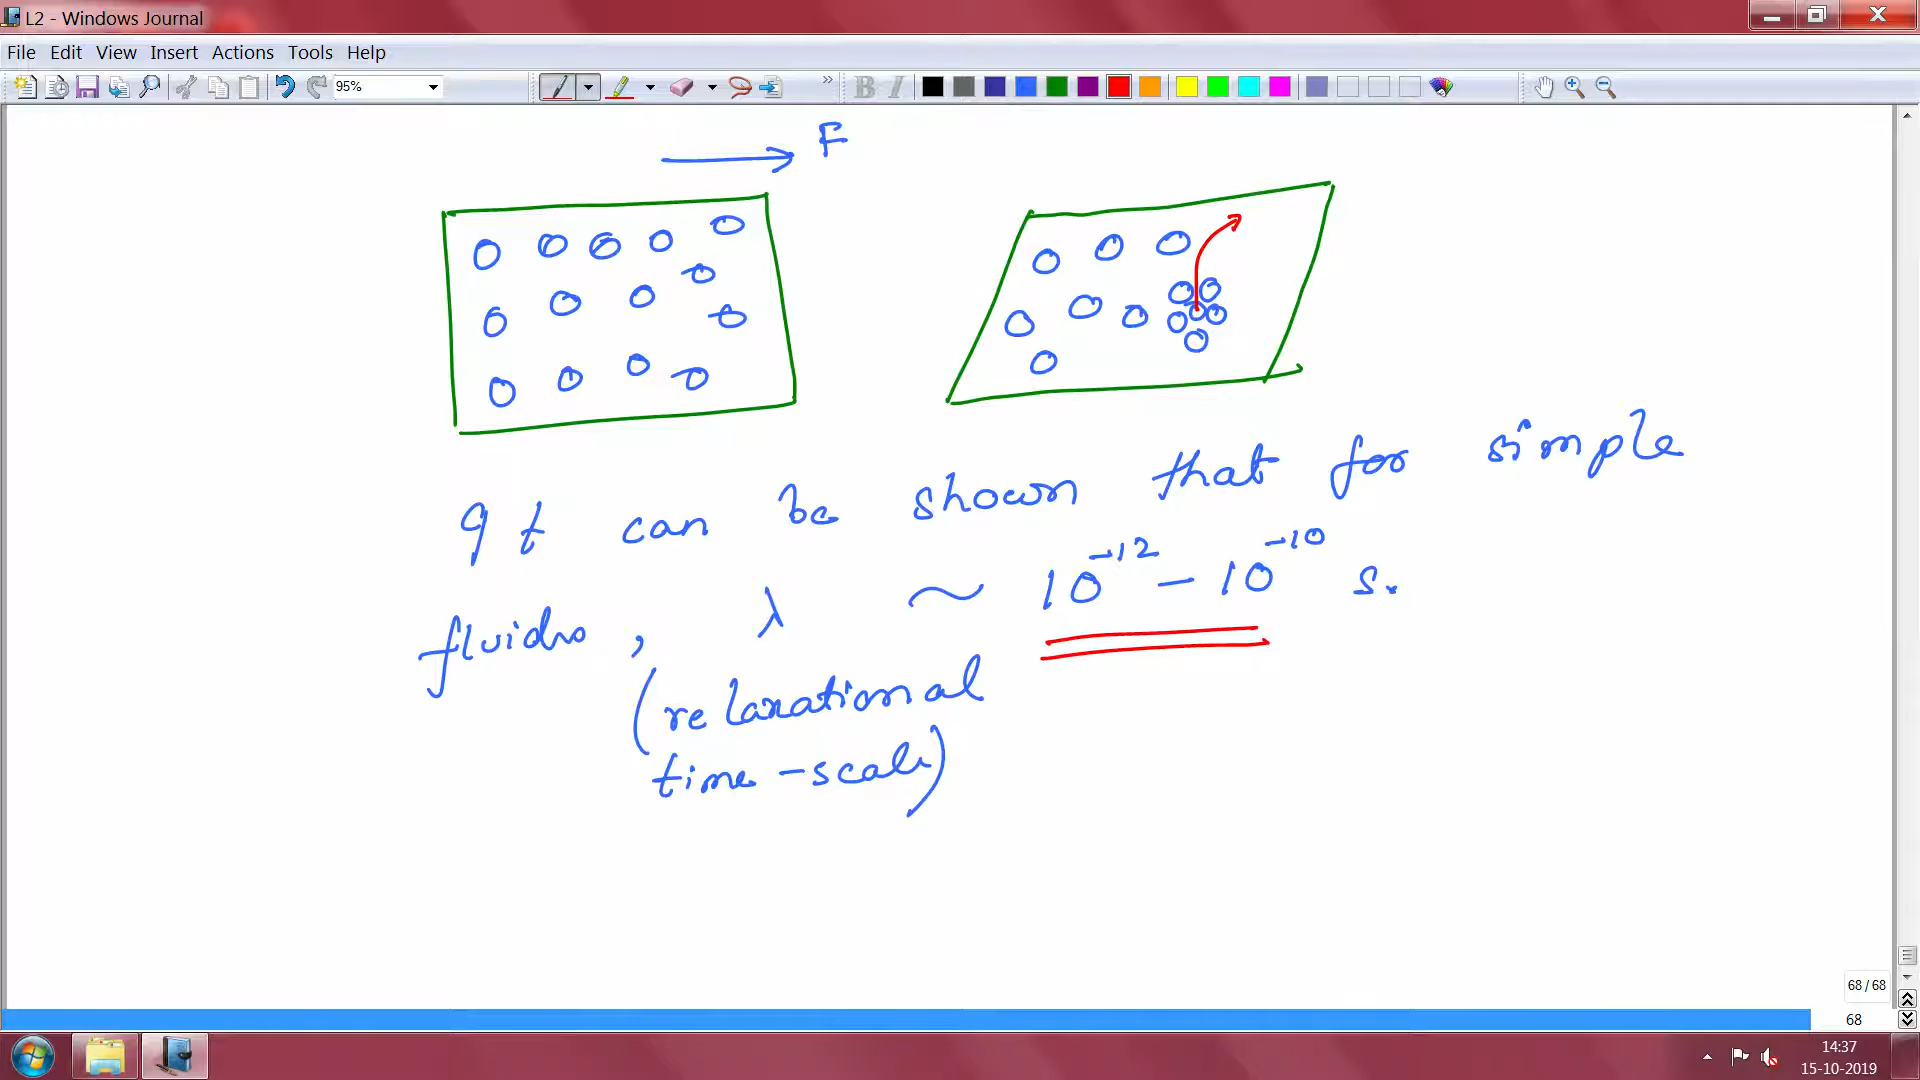 L2 - Windows Journal
File Edit View Insert Actions Tools Help
95%
B I
F
It can be shown that for simple
fluids, λ ~ 10⁻¹² - 10⁻¹⁰ s.
(relaxational
time-scale)
68 / 68
68
14:37
15-10-2019